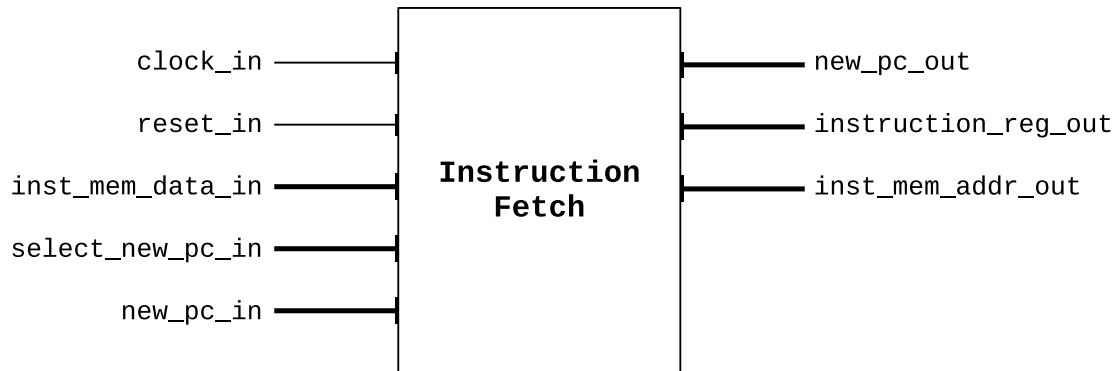 clock_in
reset_in
inst_mem_data_in
select_new_pc_in
new_pc_in
Instruction
Fetch
new_pc_out
instruction_reg_out
inst_mem_addr_out